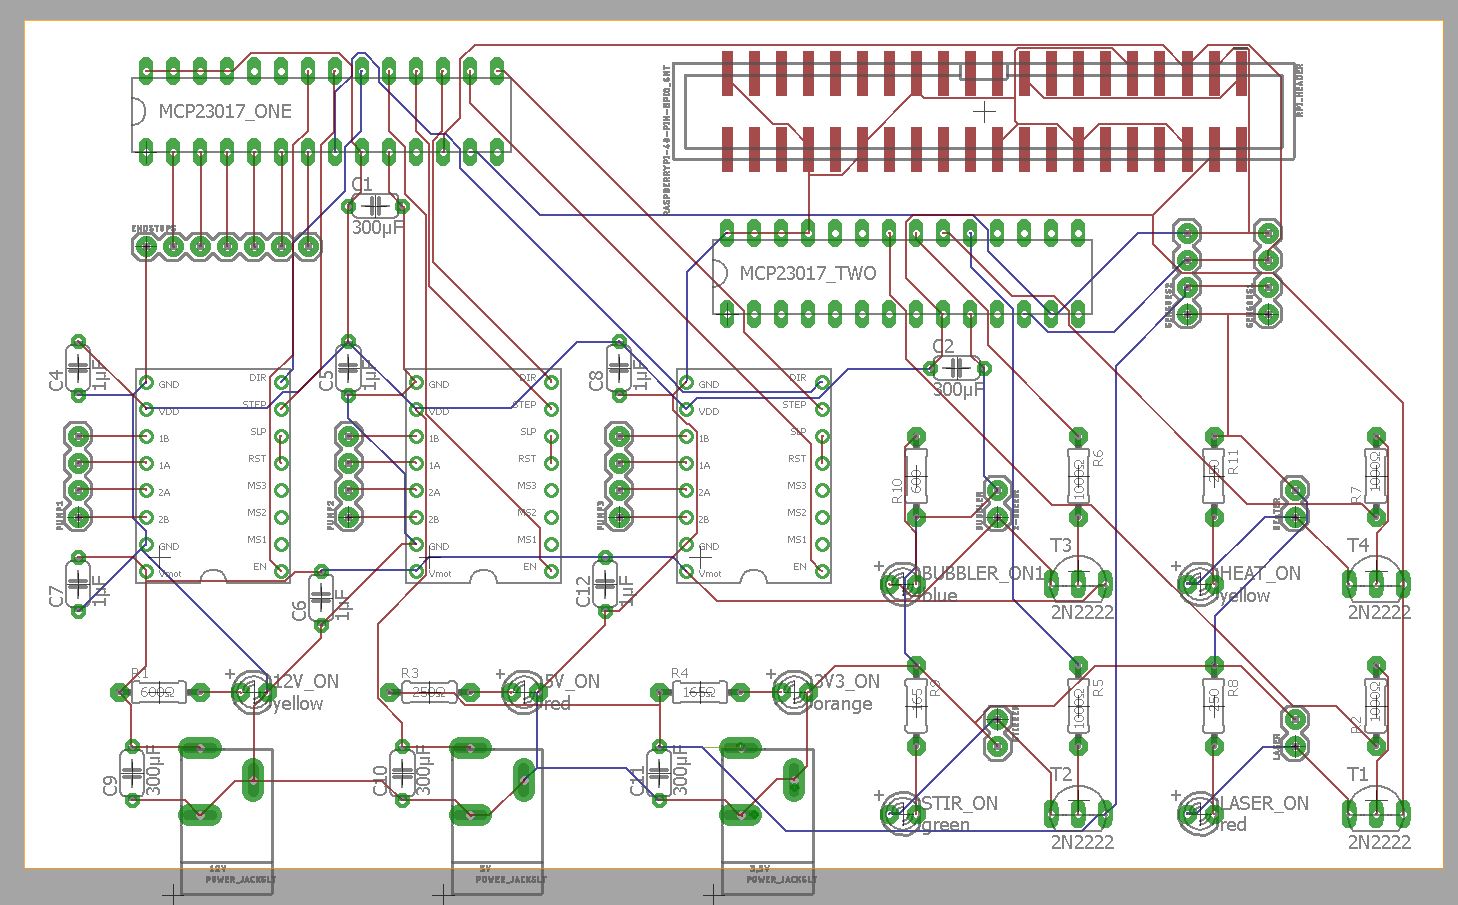 MCP23017_ONE
RASPBERRYPI-40-PIN-GPIO_SMT
RPI_HEADER
C1
300µF
ENDSTOPS
MCP23017_TWO
C2
300µF
C4
1µF
C5
1µF
C8
1µF
GND
VDD
1B
1A
2A
2B
GND
Vmot
DIR
STEP
SLP
RST
MS3
MS2
MS1
EN
GND
VDD
1B
1A
2A
2B
GND
Vmot
DIR
STEP
SLP
RST
MS3
MS2
MS1
EN
GND
VDD
1B
1A
2A
2B
GND
Vmot
DIR
STEP
SLP
RST
MS3
MS2
MS1
EN
PUMP1
PUMP2
PUMP3
R10
600
BUBBLER
R6
1000Ω
R11
250
HEATER
R7
1000Ω
C7
1µF
C6
1µF
C12
1µF
BUBBLER_ON1
blue
T3
2N2222
HEAT_ON
yellow
T4
2N2222
R1
600Ω
+
12V_ON
yellow
R3
250Ω
+
5V_ON
red
R4
165Ω
+
3V3_ON
orange
R9
165
R5
1000Ω
R8
250
LASER
R2
1000Ω
C9
300µF
C10
300µF
C11
300µF
+
STIR_ON
green
T2
2N2222
+
LASER_ON
red
T1
2N2222
12V
POWER_JACKSLT
5V
POWER_JACKSLT
3.3V
POWER_JACKSLT